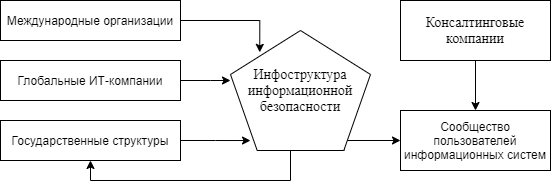 Международные организации
Глобальные ИТ-компании
Государственные структуры
Инфоструктура
информационной
безопасности
Консалтинговые
компании
Сообщество
пользователей
информационных систем